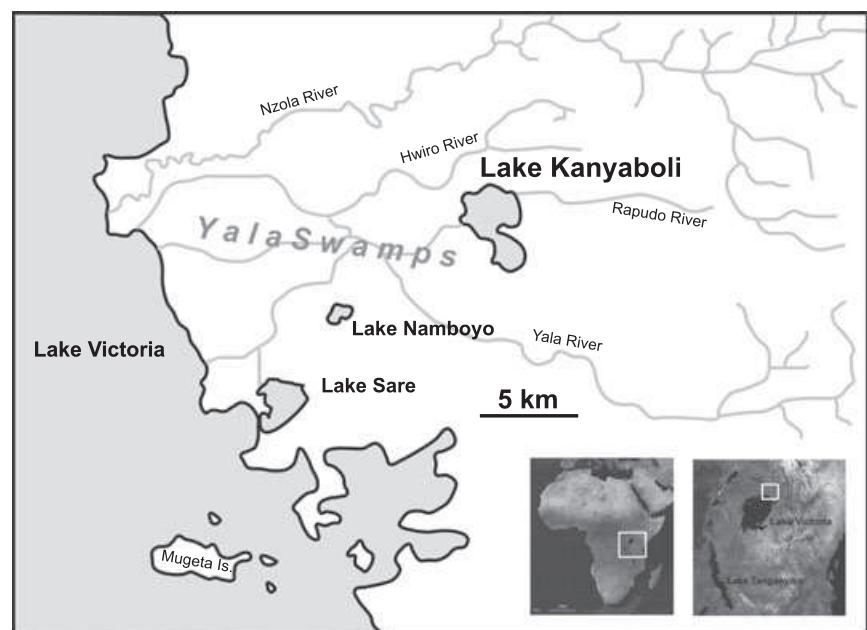 Nzola River
Hwiro River
Lake Kanyaboli
Rapudo River
YalaSwamps
Lake Namboyo
Yala River
Lake Victoria
Lake Sare
5 km
Mugeta Is.
Lake Victoria
Lake Tanganyika